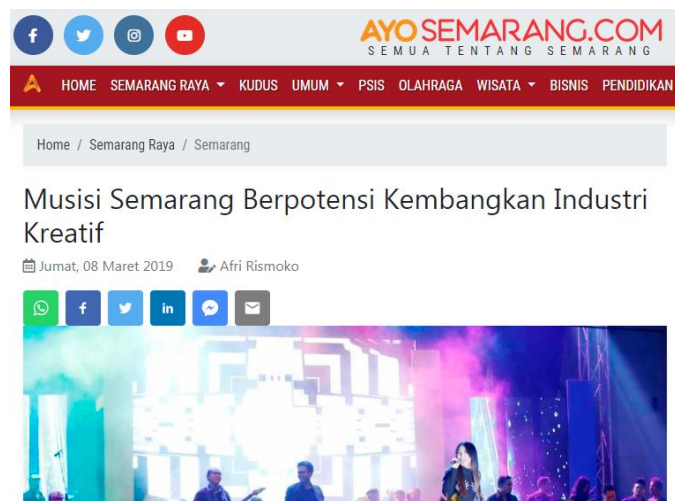 AYOSEMARANG.COM
SEMUA TENTANG SEMARANG
HOME SEMARANG RAYA KUDUS UMUM PSIS OLAHRAGA WISATA BISNIS PENDIDIKAN
Home / Semarang Raya / Semarang
Musisi Semarang Berpotensi Kembangkan Industri
Kreatif
Jumat, 08 Maret 2019 Afri Rismoko